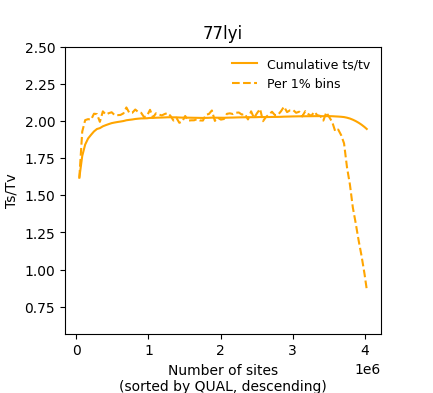 77lyi
2.50
2.25
2.00
1.75
1.50
1.25
1.00
0.75
Ts/Tv
Cumulative ts/tv
Per 1% bins
0 1 2 3 4
1e6
Number of sites
(sorted by QUAL, descending)